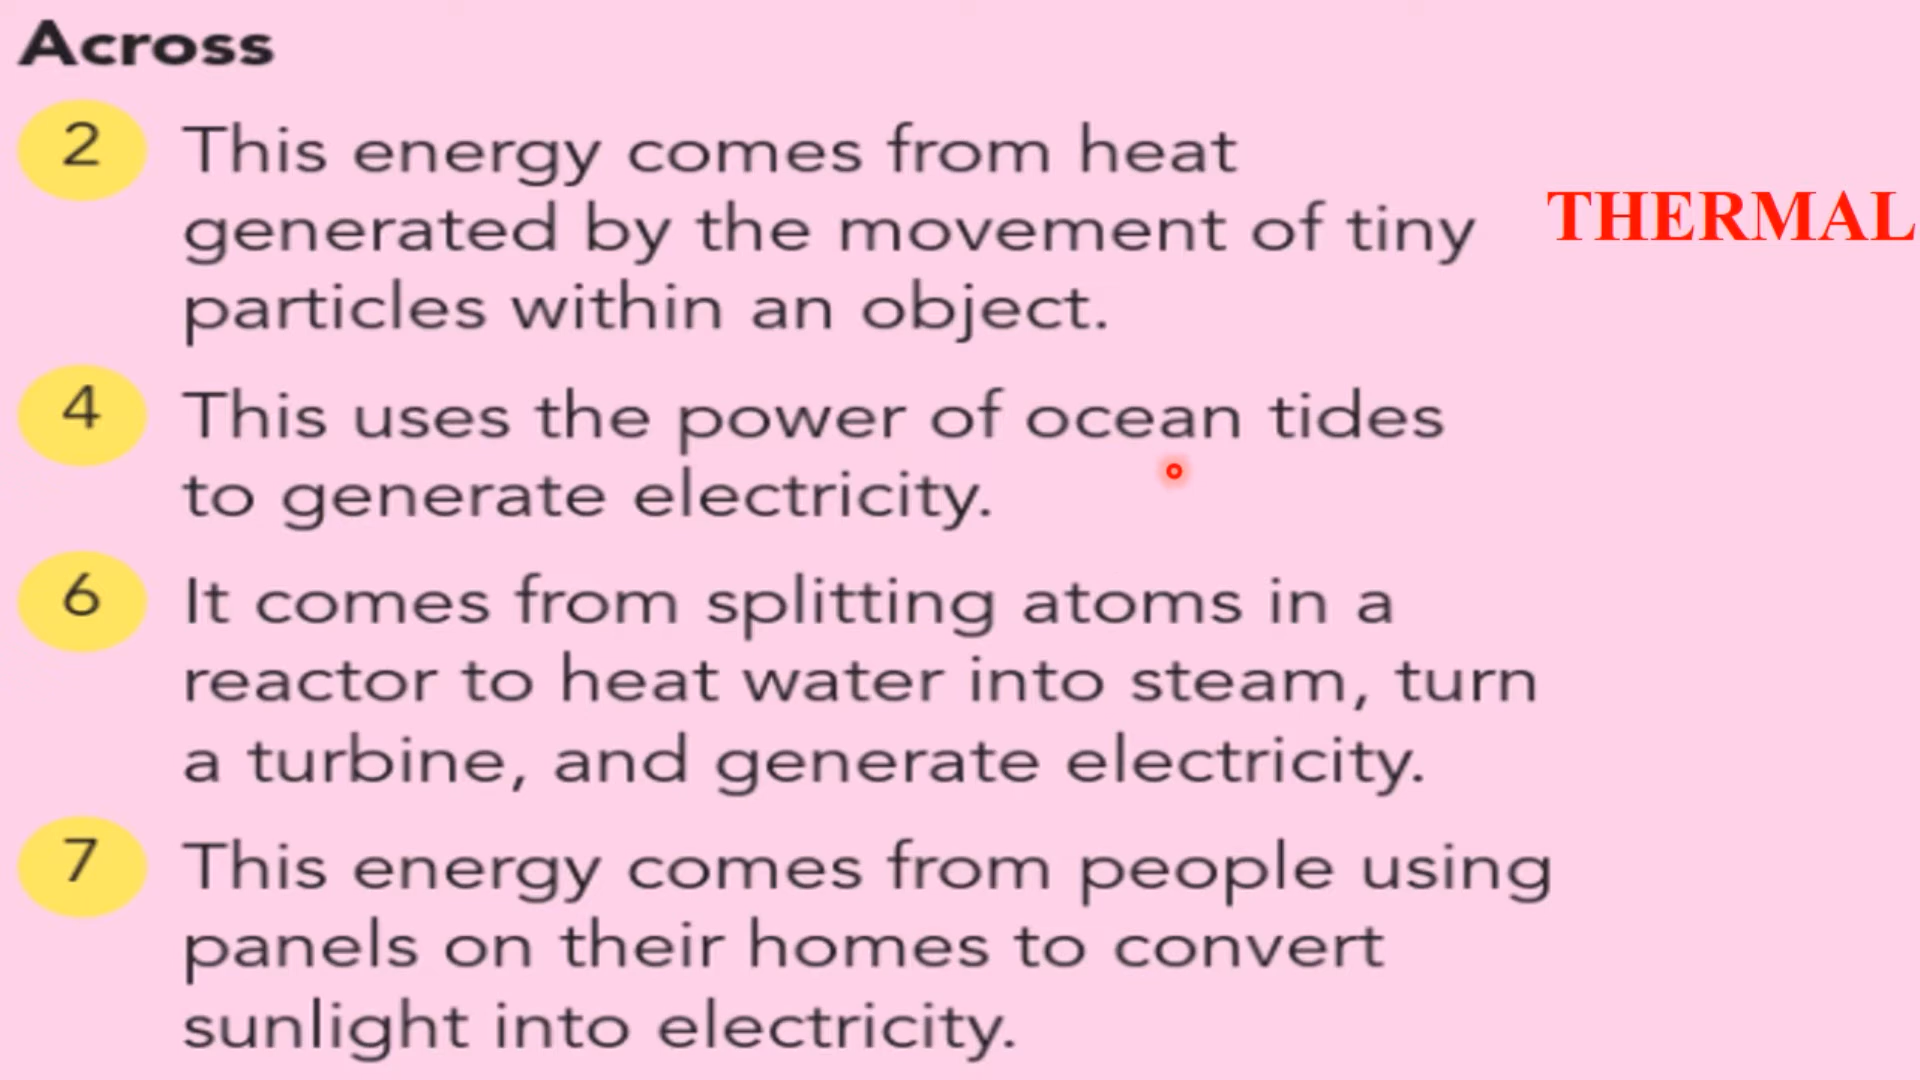 Across
2 This energy comes from heat
generated by the movement of tiny
particles within an object.
THERMAL
4 This uses the power of ocean tides
to generate electricity.
6 It comes from splitting atoms in a
reactor to heat water into steam, turn
a turbine, and generate electricity.
7 This energy comes from people using
panels on their homes to convert
sunlight into electricity.